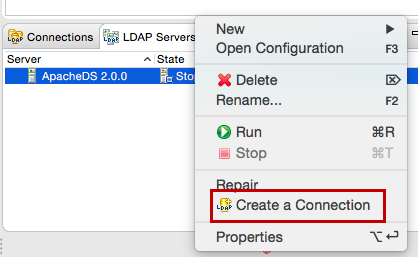 Connections
LDAP Servers
Server
State
ApacheDS 2.0.0
New
Open Configuration F3
Delete
Rename... F2
Run ⌘R
Stop ⌘T
Repair
LDAP Create a Connection
Properties ⌥↩